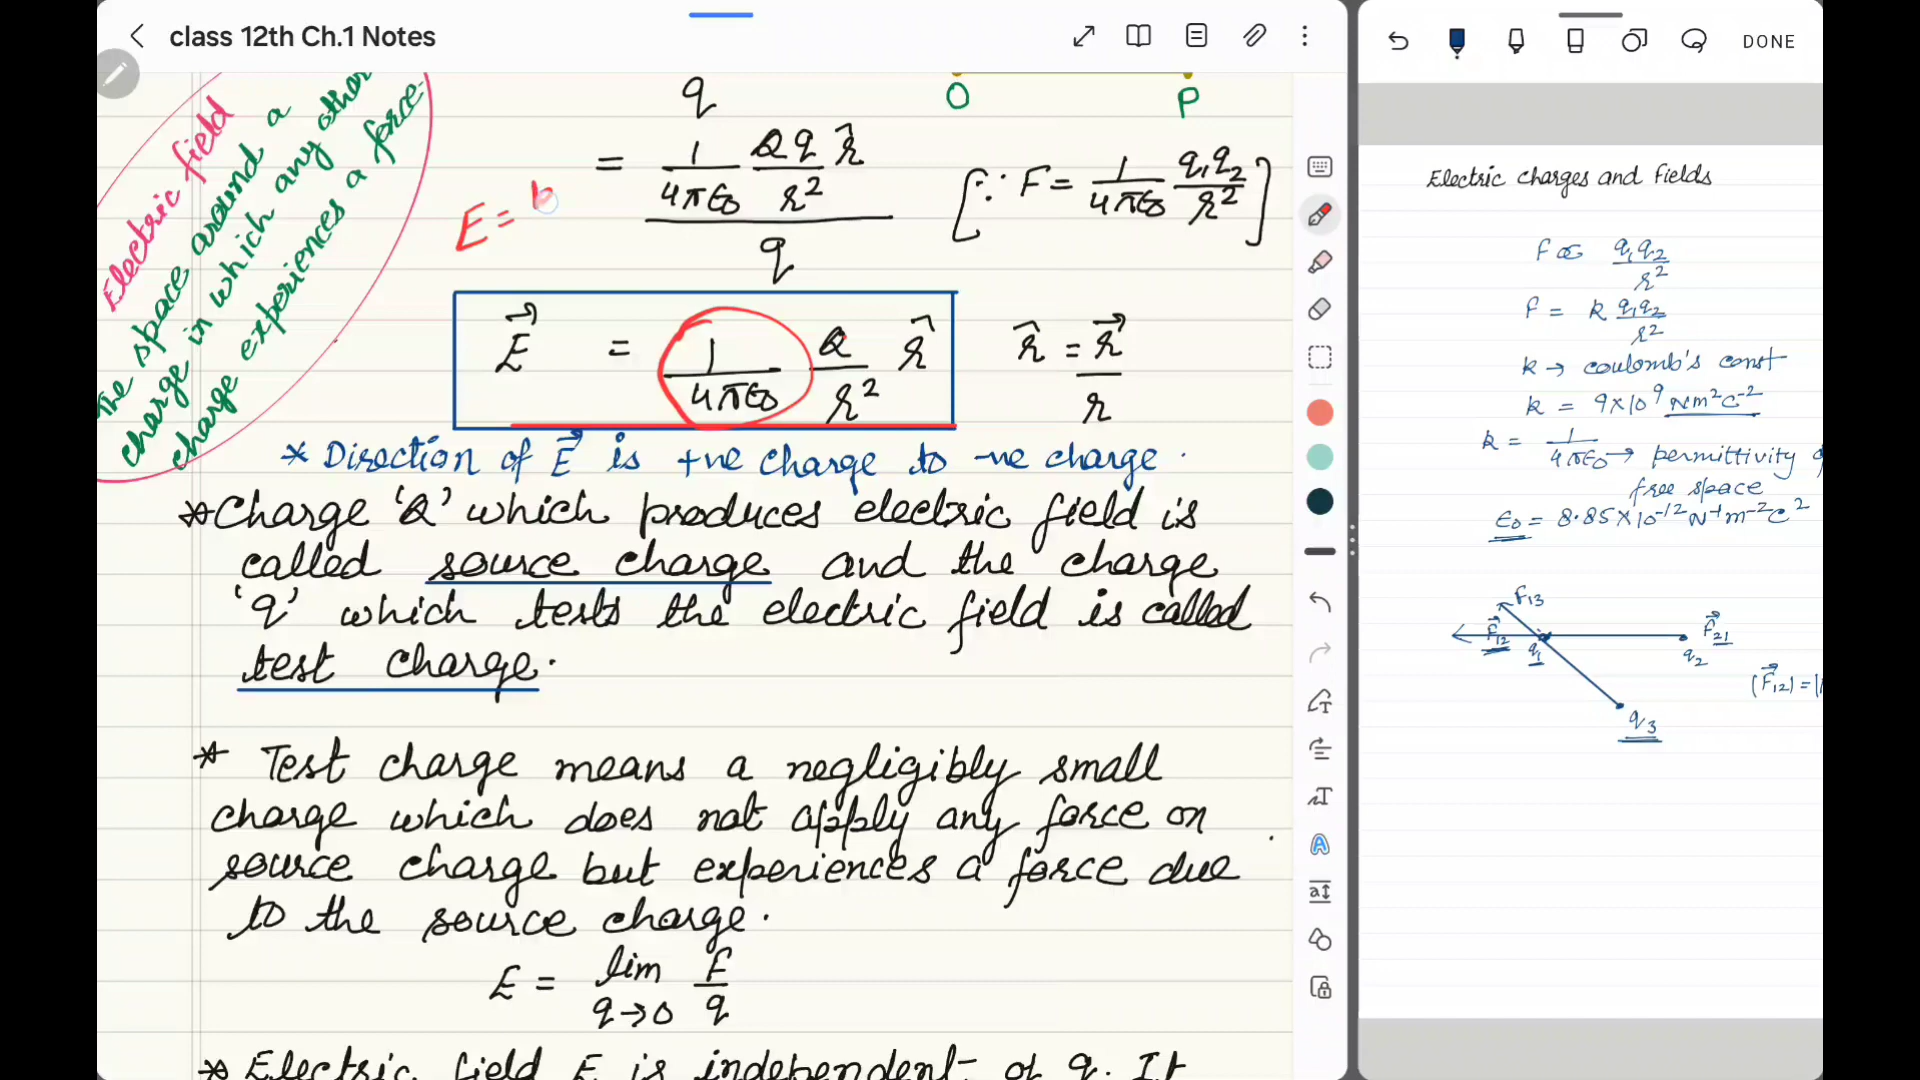 class 12th Ch.1 Notes
DONE
Electric field
the space around a
charge in which any other
charge experiences a force
q
O P
= 1/4πε0 Qq/r² r̂ / q
[∵ F = 1/4πε0 q1q2/r²]
E =
E⃗ = 1/4πε0 Q/r² r̂
r̂ = r⃗/r
* Direction of E⃗ is +ve charge to -ve charge.
* Charge 'Q' which produces electric field is
called source charge and the charge
'q' which tests the electric field is called
test charge.
* Test charge means a negligibly small
charge which does not apply any force on
source charge but experiences a force due
to the source charge.
E = lim q→0 F/q
* Electric field E is independent of q. It
Electric charges and fields
F ∝ q1q2/r²
F = k q1q2/r²
k → coulomb's const
k = 9×10⁹ Nm²C⁻²
k = 1/4πε0 → permittivity
free space
ε0 = 8.85×10⁻¹² N⁻¹m⁻²C²
F13
F⃗12 F⃗21
q1 q2
(F⃗12) =
q3